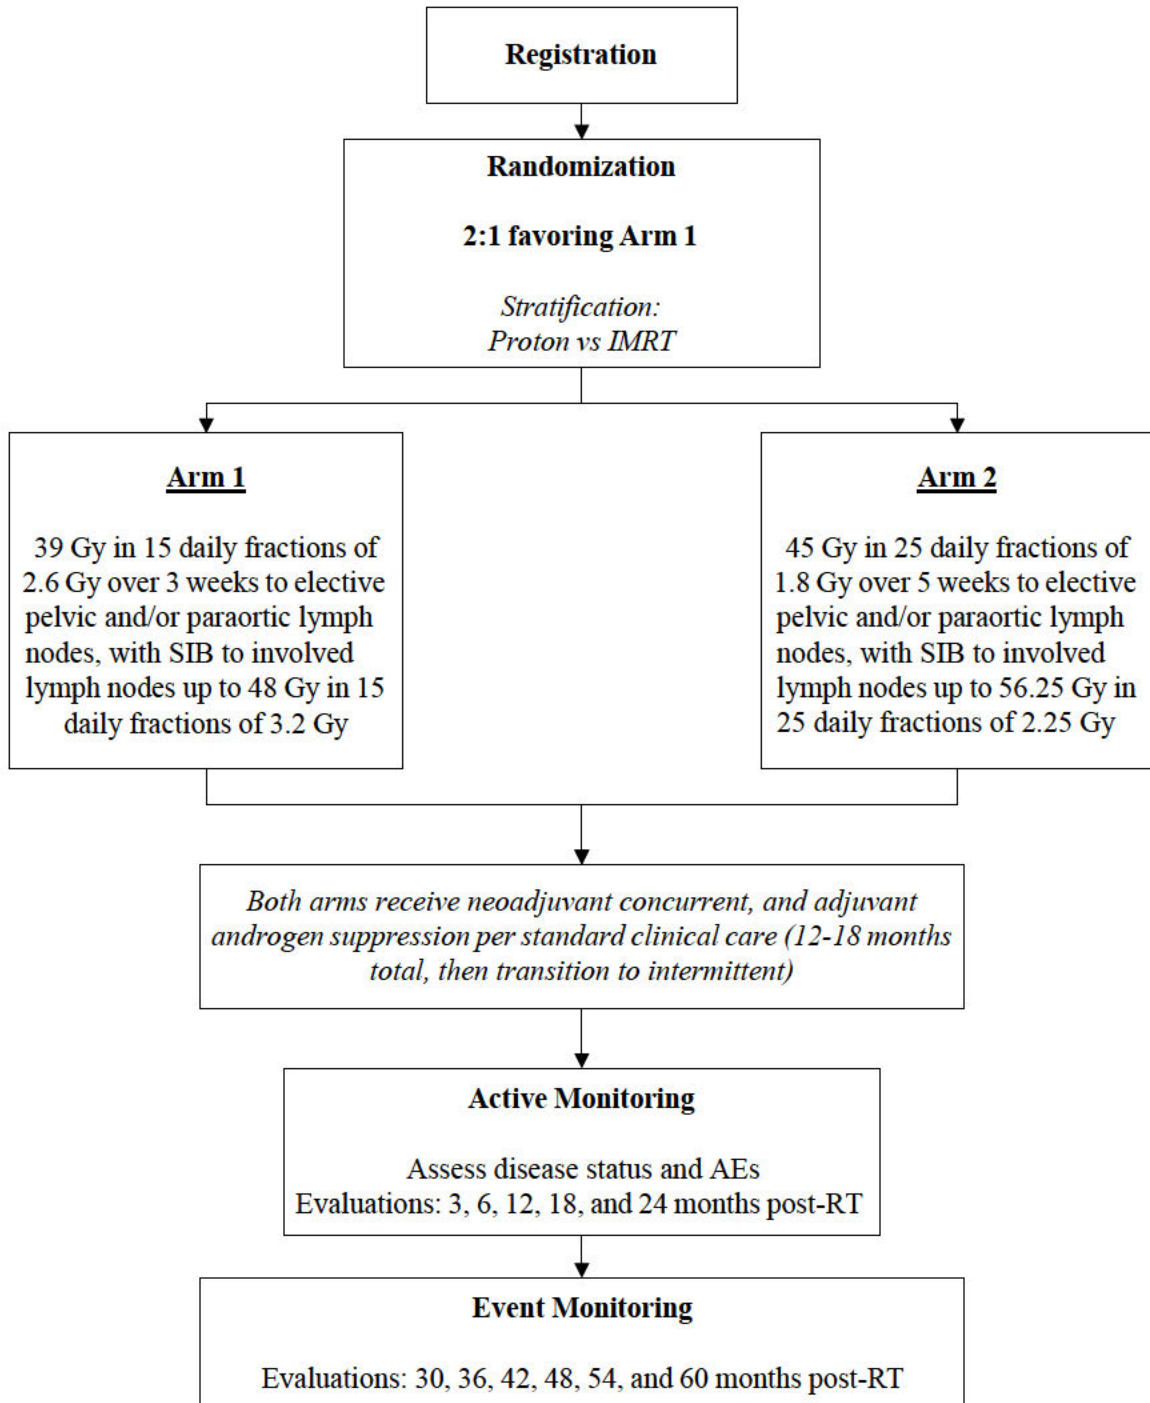 Registration
Randomization
2:1 favoring Arm 1
Stratification:
Proton vs IMRT
Arm 1
39 Gy in 15 daily fractions of
2.6 Gy over 3 weeks to elective
pelvic and/or paraortic lymph
nodes, with SIB to involved
lymph nodes up to 48 Gy in 15
daily fractions of 3.2 Gy
Arm 2
45 Gy in 25 daily fractions of
1.8 Gy over 5 weeks to elective
pelvic and/or paraortic lymph
nodes, with SIB to involved
lymph nodes up to 56.25 Gy in
25 daily fractions of 2.25 Gy
Both arms receive neoadjuvant concurrent, and adjuvant
androgen suppression per standard clinical care (12-18 months
total, then transition to intermittent)
Active Monitoring
Assess disease status and AEs
Evaluations: 3, 6, 12, 18, and 24 months post-RT
Event Monitoring
Evaluations: 30, 36, 42, 48, 54, and 60 months post-RT